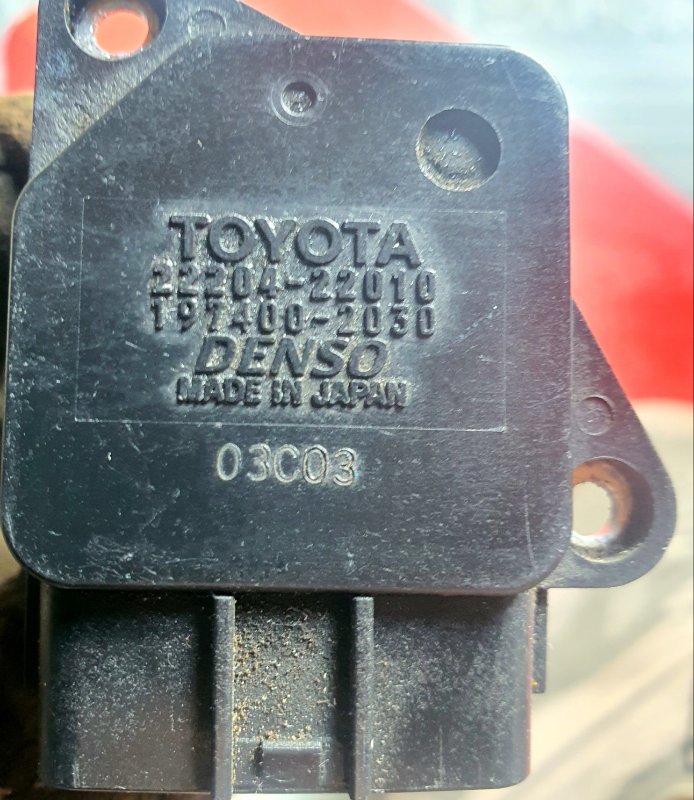 TOYOTA
22204-22010
197400-2030
DENSO
MADE IN JAPAN
03C03